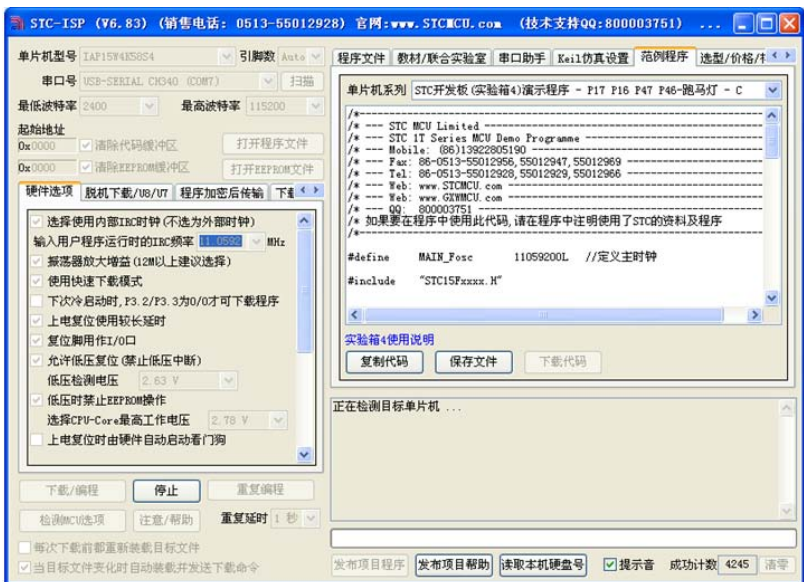 STC-ISP (V6.83) (销售电话: 0513-55012928) 官网:www.STCMCU.com (技术支持QQ:800003751) ...
单片机型号 IAP15W4K58S4 引脚数 Auto
串口号 USB-SERIAL CH340 (COM7) 扫描
最低波特率 2400 最高波特率 115200
起始地址
0x0000 清除代码缓冲区 打开程序文件
0x0000 清除EEPROM缓冲区 打开EEPROM文件
硬件选项 脱机下载/U8/U7 程序加密后传输
选择使用内部IRC时钟(不选为外部时钟)
输入用户程序运行时的IRC频率 11.0592 MHz
振荡器放大增益(12M以上建议选择)
使用快速下载模式
下次冷启动时,P3.2/P3.3为0/0才可下载程序
上电复位使用较长延时
复位脚用作I/O口
允许低压复位(禁止低压中断)
低压检测电压 2.63 V
低压时禁止EEPROM操作
选择CPU-Core最高工作电压 2.78 V
上电复位时由硬件自动启动看门狗
下载/编程 停止 重复编程
检测MCU选项 注意/帮助 重复延时 1 秒
每次下载前都重新装载目标文件
当目标文件变化时自动装载并发送下载命令
程序文件 教材/联合实验室 串口助手 Keil仿真设置 范例程序 选型/价格/
单片机系列 STC开发板(实验箱4)演示程序 - P17 P16 P47 P46-跑马灯 - C
/*------------------------------------------------------------------
/* --- STC MCU Limited ---------------------------------------------
/* --- STC 1T Series MCU Demo Programme ----------------------------
/* --- Mobile: (86)13922805190 -------------------------------------
/* --- Fax: 86-0513-55012956,55012947,55012969 ---------------------
/* --- Tel: 86-0513-55012928,55012929,55012966 ---------------------
/* --- Web: www.STCMCU.com -----------------------------------------
/* --- Web: www.GXWMCU.com -----------------------------------------
/* --- QQ: 800003751 -----------------------------------------------
/* 如果要在程序中使用此代码,请在程序中注明使用了STC的资料及程序
/*------------------------------------------------------------------
#define MAIN_Fosc 11059200L //定义主时钟
#include "STC15Fxxxx.H"
实验箱4使用说明
复制代码 保存文件 下载代码
正在检测目标单片机 ...
发布项目程序 发布项目帮助 读取本机硬盘号 提示音 成功计数 4245 清零